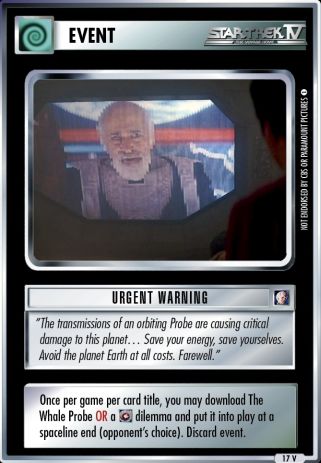 EVENT
STAR TREK IV
THE VOYAGE HOME
NOT ENDORSED BY CBS OR PARAMOUNT PICTURES
URGENT WARNING
"The transmissions of an orbiting Probe are causing critical
damage to this planet… Save your energy, save yourselves.
Avoid the planet Earth at all costs. Farewell."
Once per game per card title, you may download The
Whale Probe OR a dilemma and put it into play at a
spaceline end (opponent's choice). Discard event.
17 V